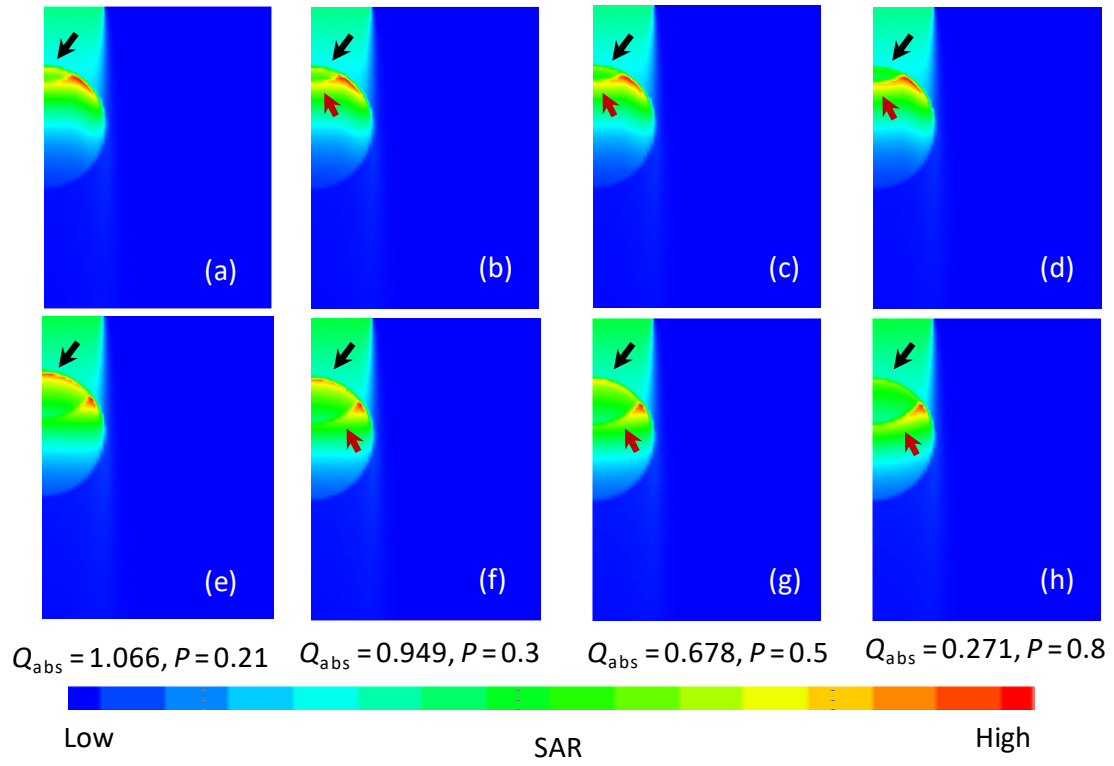 (a) (b) (c) (d)
(e) (f) (g) (h)
Qabs = 1.066, P = 0.21 Qabs = 0.949, P = 0.3 Qabs = 0.678, P = 0.5 Qabs = 0.271, P = 0.8
Low SAR High